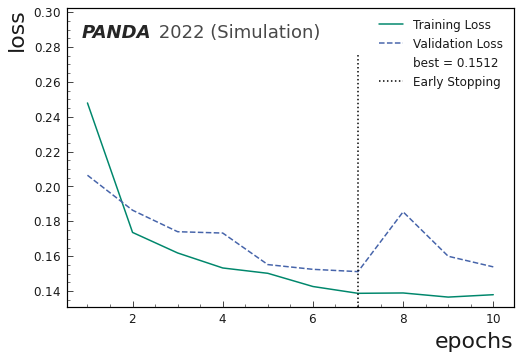 loss
0.30
0.28
0.26
0.24
0.22
0.20
0.18
0.16
0.14
PANDA 2022 (Simulation)
Training Loss
Validation Loss
best = 0.1512
Early Stopping
2 4 6 8 10
epochs